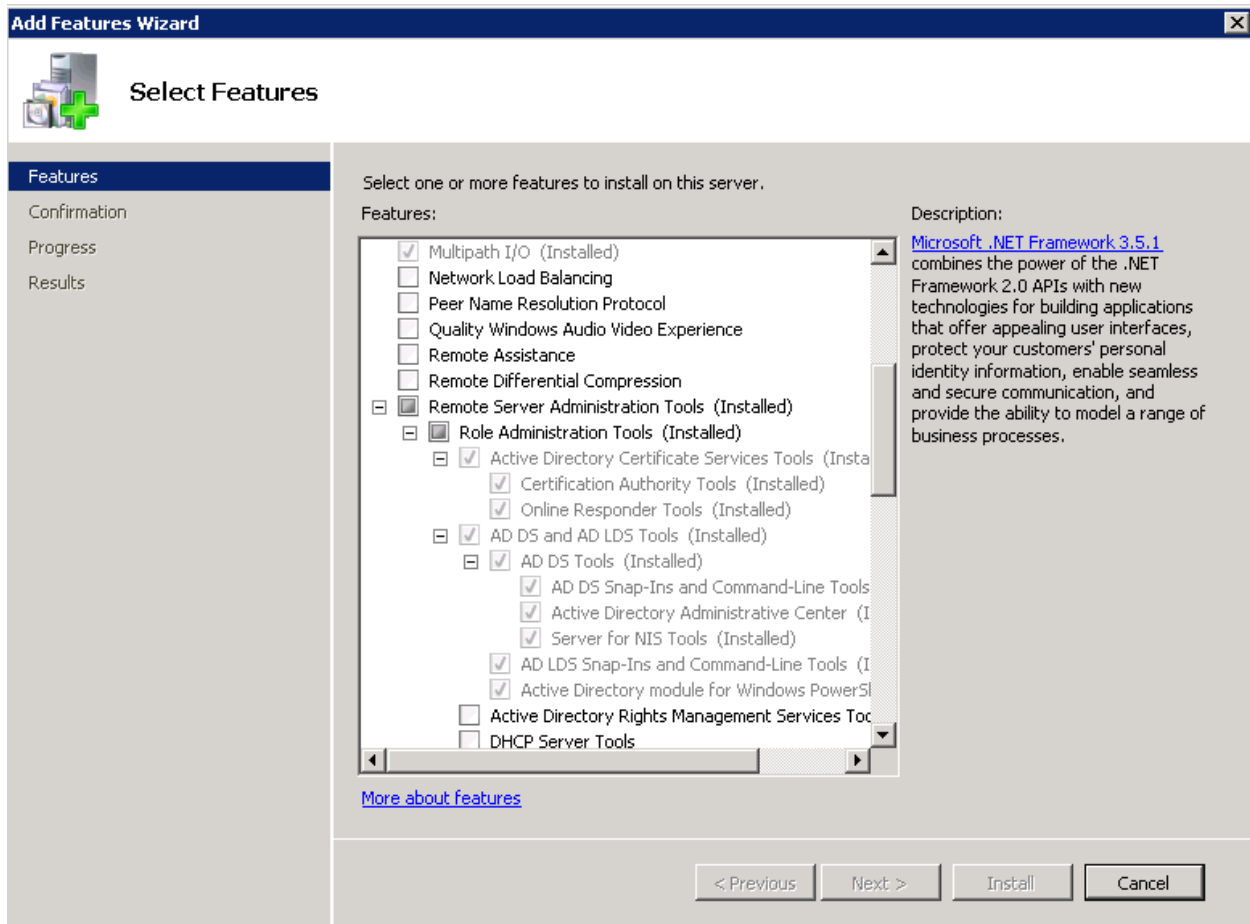 Add Features Wizard
Select Features
Features
Confirmation
Progress
Results
Select one or more features to install on this server.
Features:
Multipath I/O (Installed)
Network Load Balancing
Peer Name Resolution Protocol
Quality Windows Audio Video Experience
Remote Assistance
Remote Differential Compression
Remote Server Administration Tools (Installed)
Role Administration Tools (Installed)
Active Directory Certificate Services Tools (Insta
Certification Authority Tools (Installed)
Online Responder Tools (Installed)
AD DS and AD LDS Tools (Installed)
AD DS Tools (Installed)
AD DS Snap-Ins and Command-Line Tools
Active Directory Administrative Center (I
Server for NIS Tools (Installed)
AD LDS Snap-Ins and Command-Line Tools (I
Active Directory module for Windows PowerSl
Active Directory Rights Management Services Too
DHCP Server Tools
More about features
Description:
Microsoft .NET Framework 3.5.1
combines the power of the .NET
Framework 2.0 APIs with new
technologies for building applications
that offer appealing user interfaces,
protect your customers' personal
identity information, enable seamless
and secure communication, and
provide the ability to model a range of
business processes.
< Previous
Next >
Install
Cancel